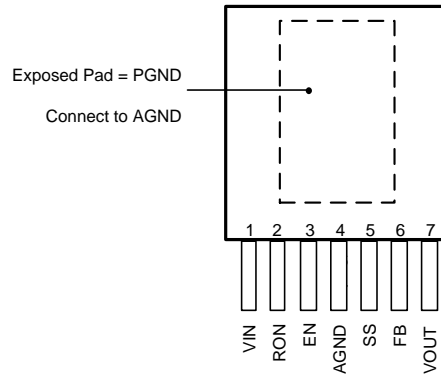 Exposed Pad = PGND
Connect to AGND
1 2 3 4 5 6 7
VIN
RON
EN
AGND
SS
FB
VOUT